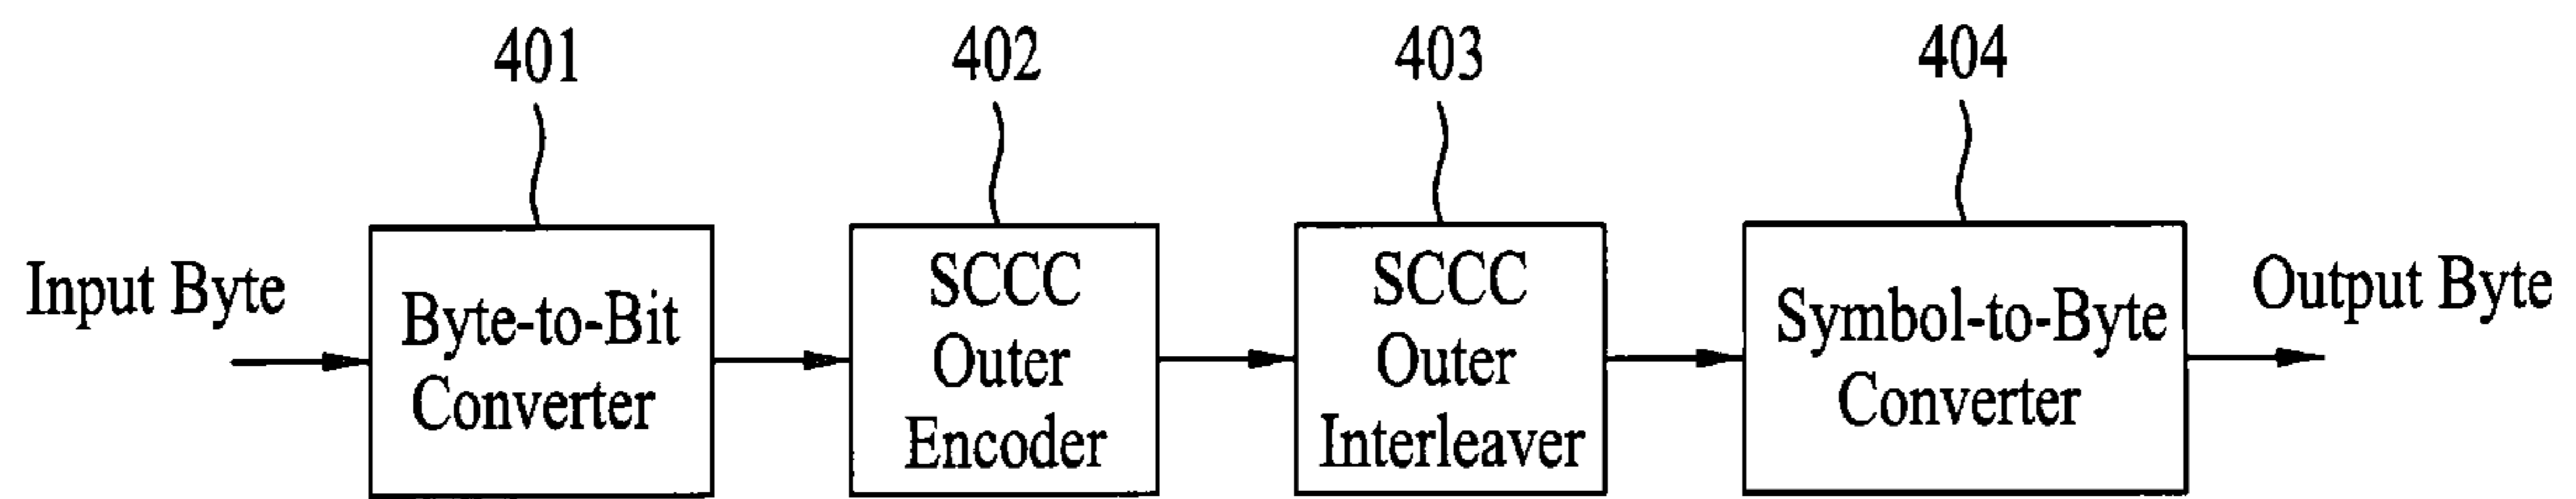 401
402
403
404
Input Byte
Byte-to-Bit
Converter
SCCC
Outer
Encoder
SCCC
Outer
Interleaver
Symbol-to-Byte
Converter
Output Byte